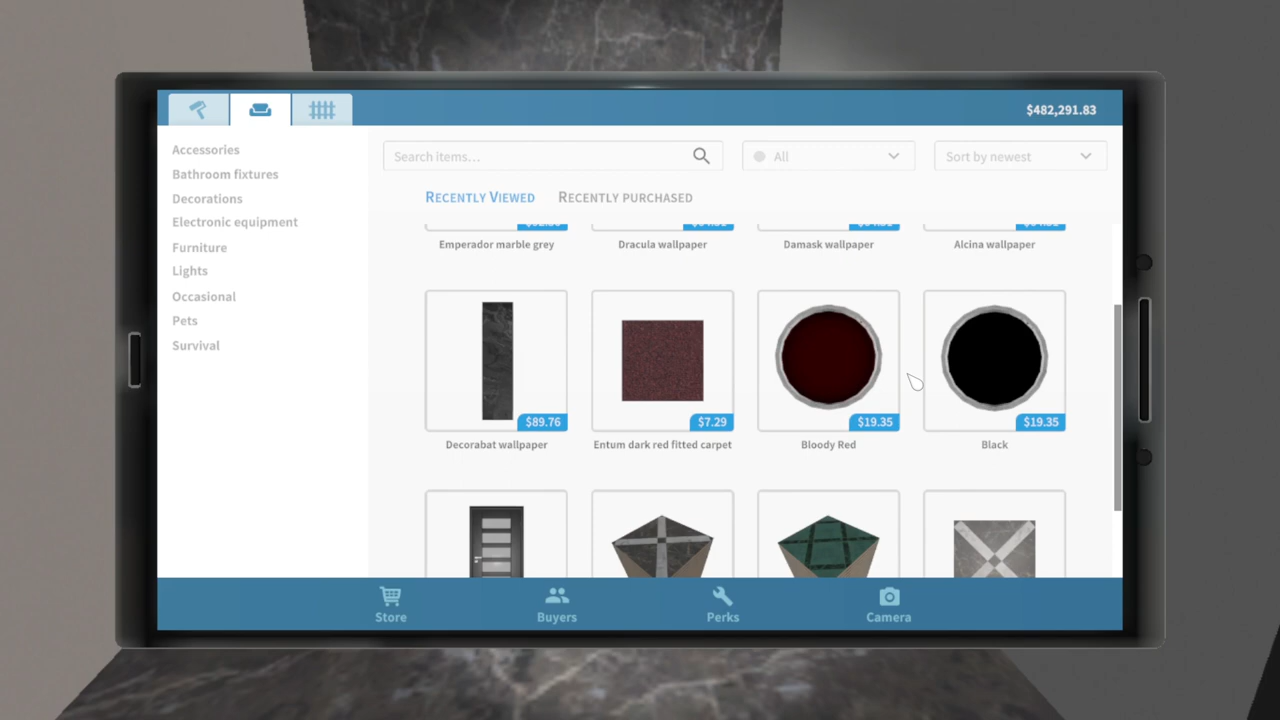 $482,291.83
Accessories
Bathroom fixtures
Decorations
Electronic equipment
Furniture
Lights
Occasional
Pets
Survival
Search items...
All
Sort by newest
RECENTLY VIEWED
RECENTLY PURCHASED
Emperador marble grey
Dracula wallpaper
Damask wallpaper
Alcina wallpaper
$89.76
$7.29
$19.35
$19.35
Decorabat wallpaper
Entum dark red fitted carpet
Bloody Red
Black
Store
Buyers
Perks
Camera